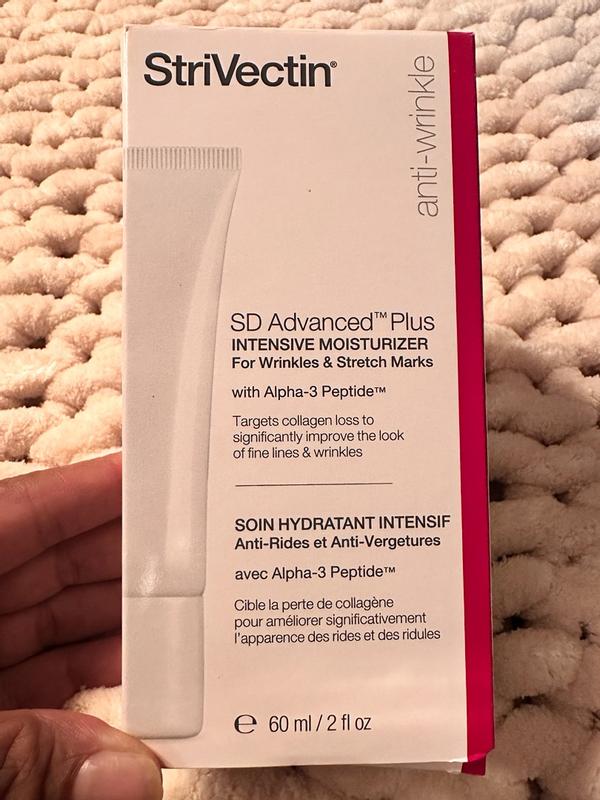 StriVectin®
anti-wrinkle
SD Advanced™ Plus
INTENSIVE MOISTURIZER
For Wrinkles & Stretch Marks
with Alpha-3 Peptide™
Targets collagen loss to
significantly improve the look
of fine lines & wrinkles
SOIN HYDRATANT INTENSIF
Anti-Rides et Anti-Vergetures
avec Alpha-3 Peptide™
Cible la perte de collagène
pour améliorer significativement
l'apparence des rides et des ridules
℮ 60 ml / 2 fl oz